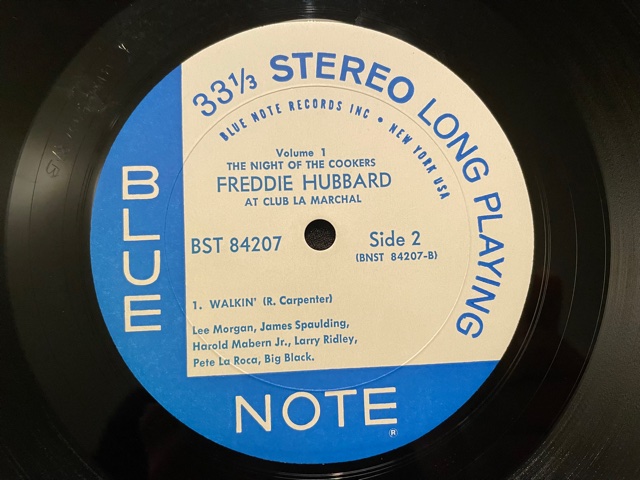 33⅓ STEREO LONG PLAYING
BLUE NOTE RECORDS INC • NEW YORK USA
Volume 1
THE NIGHT OF THE COOKERS
FREDDIE HUBBARD
AT CLUB LA MARCHAL
BST 84207
Side 2
(BNST 84207-B)
1. WALKIN' (R. Carpenter)
Lee Morgan, James Spaulding,
Harold Mabern Jr., Larry Ridley,
Pete La Roca, Big Black.
BLUE
NOTE ®